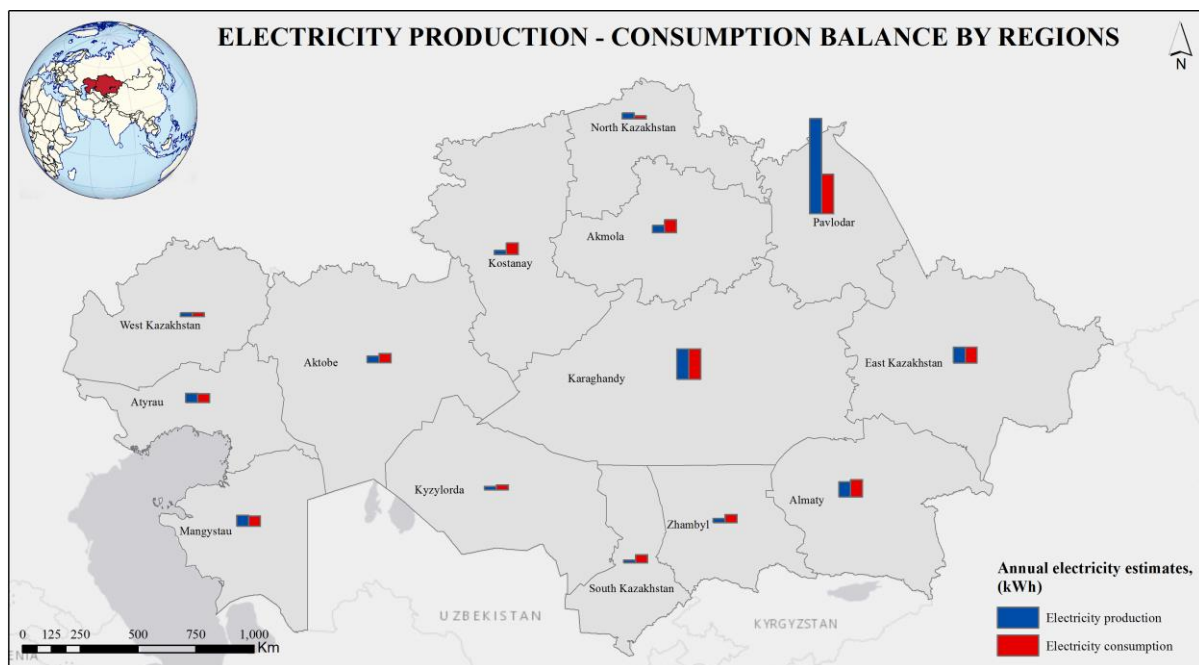 ELECTRICITY PRODUCTION - CONSUMPTION BALANCE BY REGIONS
N
North Kazakhstan
Pavlodar
Akmola
Kostanay
West Kazakhstan
Aktobe
Karaghandy
East Kazakhstan
Atyrau
Kyzylorda
Almaty
Mangystau
Zhambyl
South Kazakhstan
UZBEKISTAN
KYRGYZSTAN
Annual electricity estimates,
(kWh)
Electricity production
Electricity consumption
0 125 250 500 750 1,000
Km
ENIA